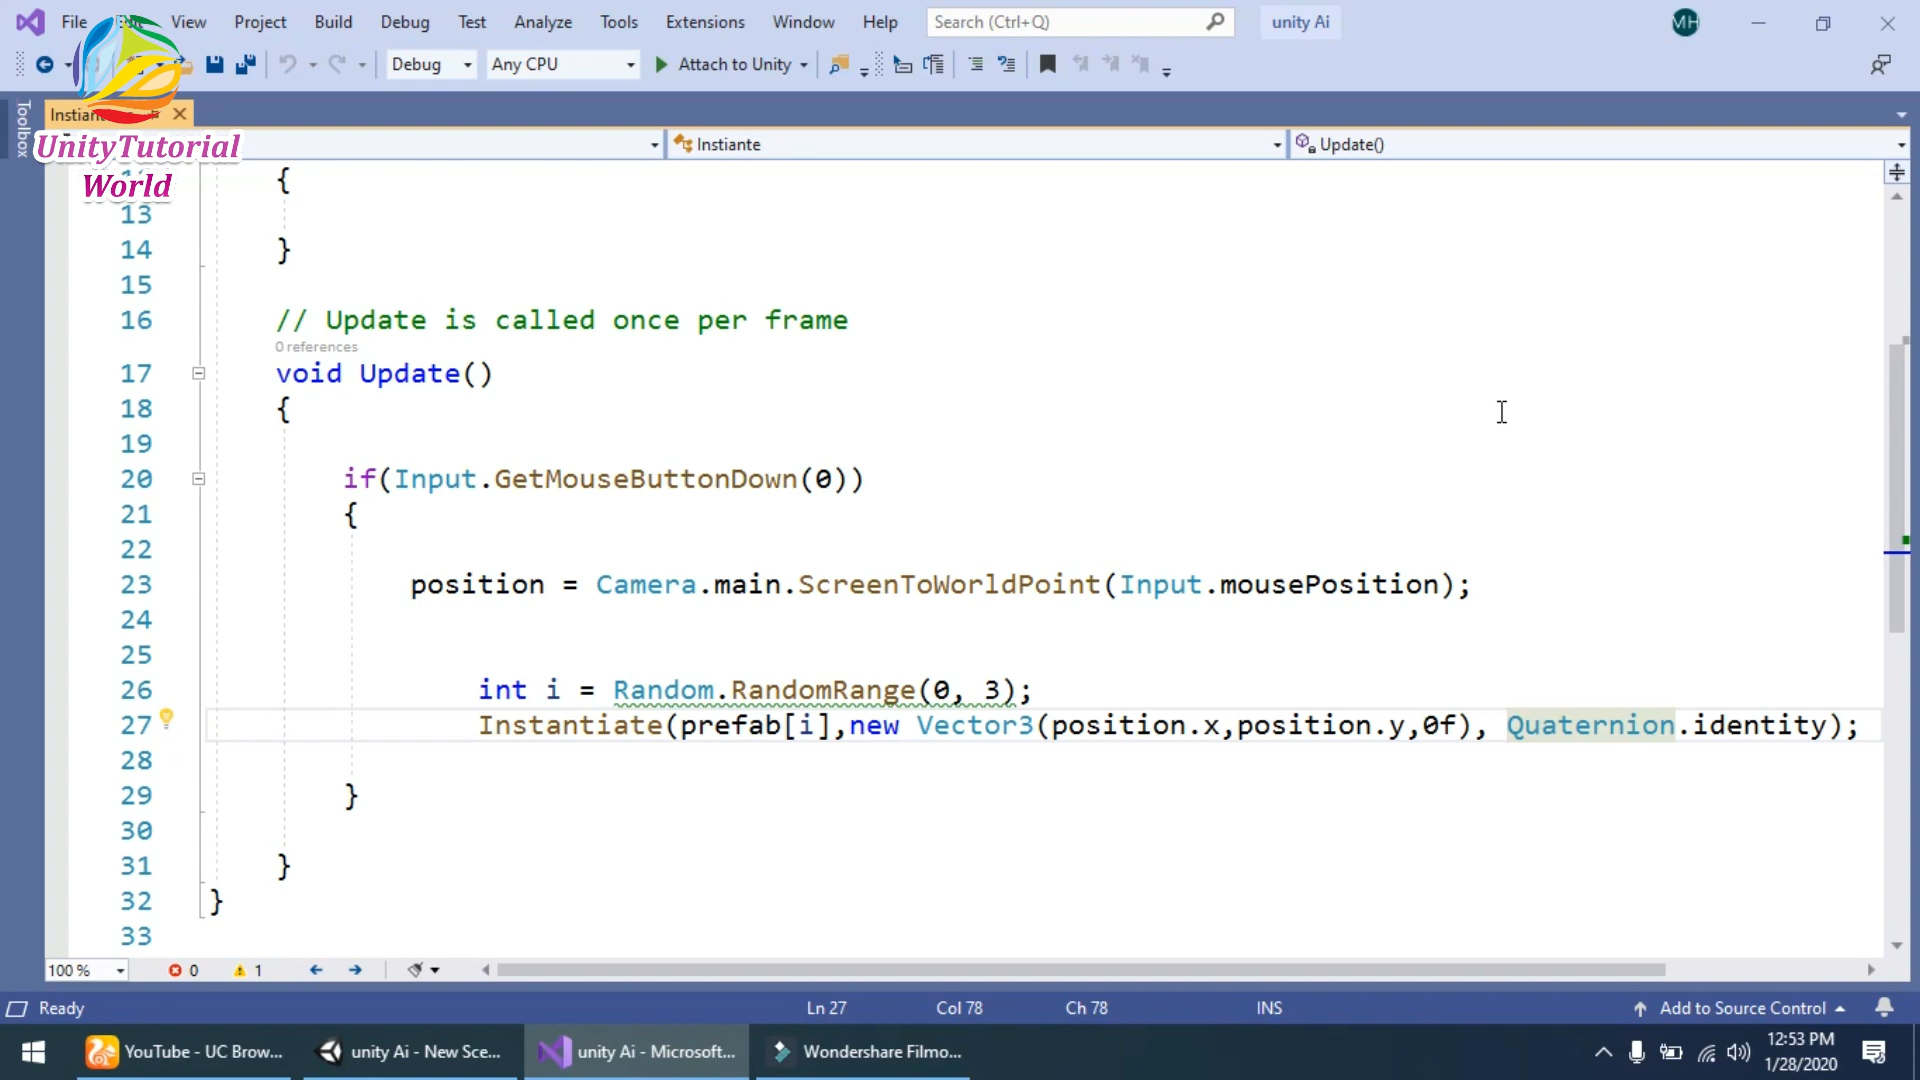 File
View
Project
Build
Debug
Test
Analyze
Tools
Extensions
Window
Help
Search (Ctrl+Q)
unity Ai
MH
Debug
Any CPU
Attach to Unity
Toolbox
UnityTutorial
World
Instiante
Update()
{
13
14 }
15
16 // Update is called once per frame
0 references
17 void Update()
18 {
19
20 if(Input.GetMouseButtonDown(0))
21 {
22
23 position = Camera.main.ScreenToWorldPoint(Input.mousePosition);
24
25
26 int i = Random.RandomRange(0, 3);
27 Instantiate(prefab[i],new Vector3(position.x,position.y,0f), Quaternion.identity);
28
29 }
30
31 }
32 }
33
100 %
0
1
Ready
Ln 27
Col 78
Ch 78
INS
Add to Source Control
YouTube - UC Brow...
unity Ai - New Sce...
unity Ai - Microsoft...
Wondershare Filmo...
12:53 PM
1/28/2020